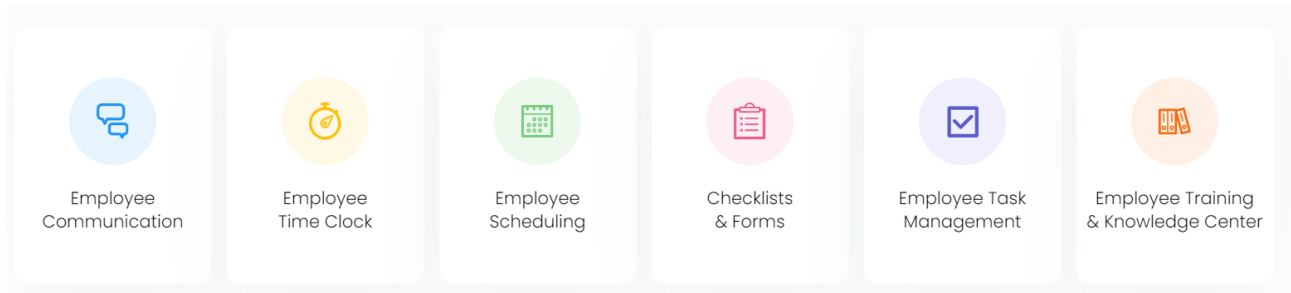 Employee
Communication
Employee
Time Clock
Employee
Scheduling
Checklists
& Forms
Employee Task
Management
Employee Training
& Knowledge Center